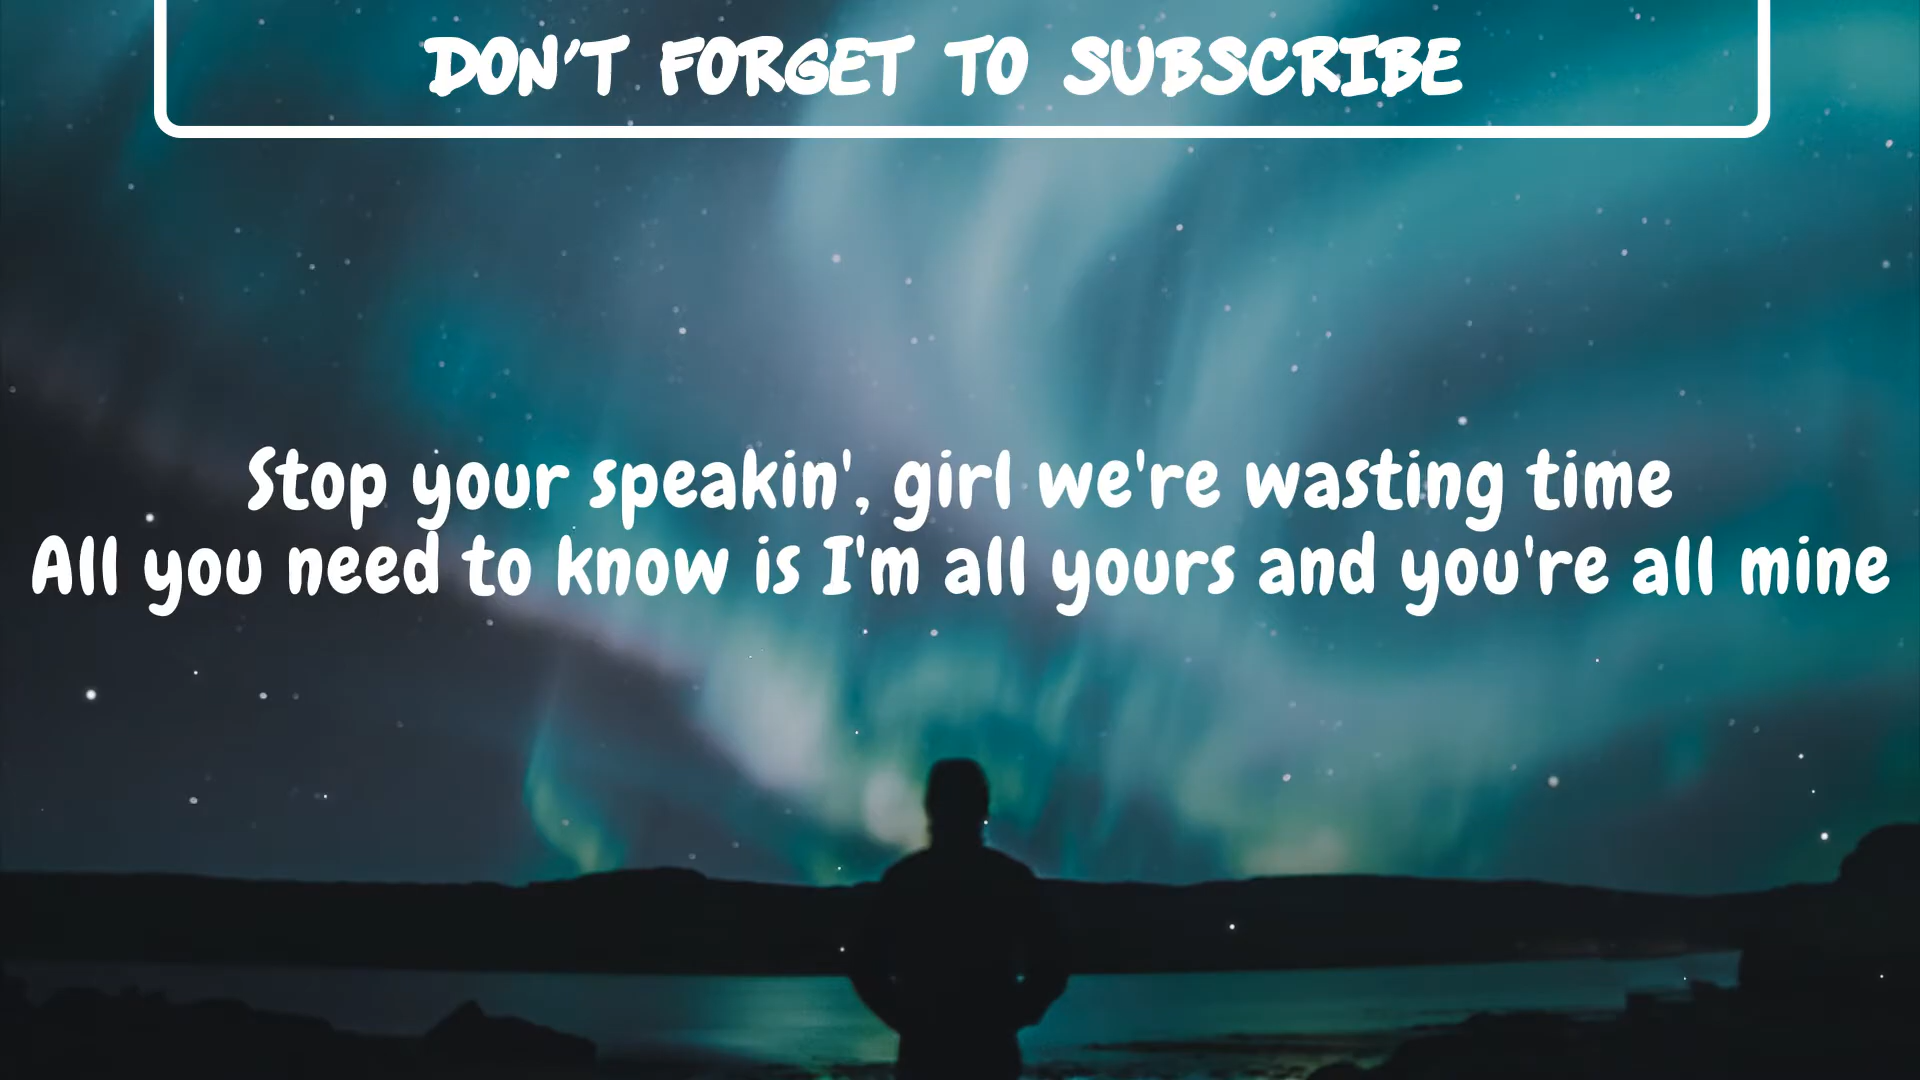 DON'T FORGET TO SUBSCRIBE
Stop your speakin', girl we're wasting time
All you need to know is I'm all yours and you're all mine